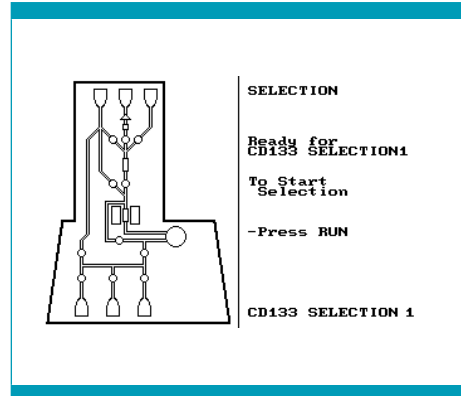 SELECTION
Ready for
CD133 SELECTION1
To Start
Selection
-Press RUN
CD133 SELECTION 1